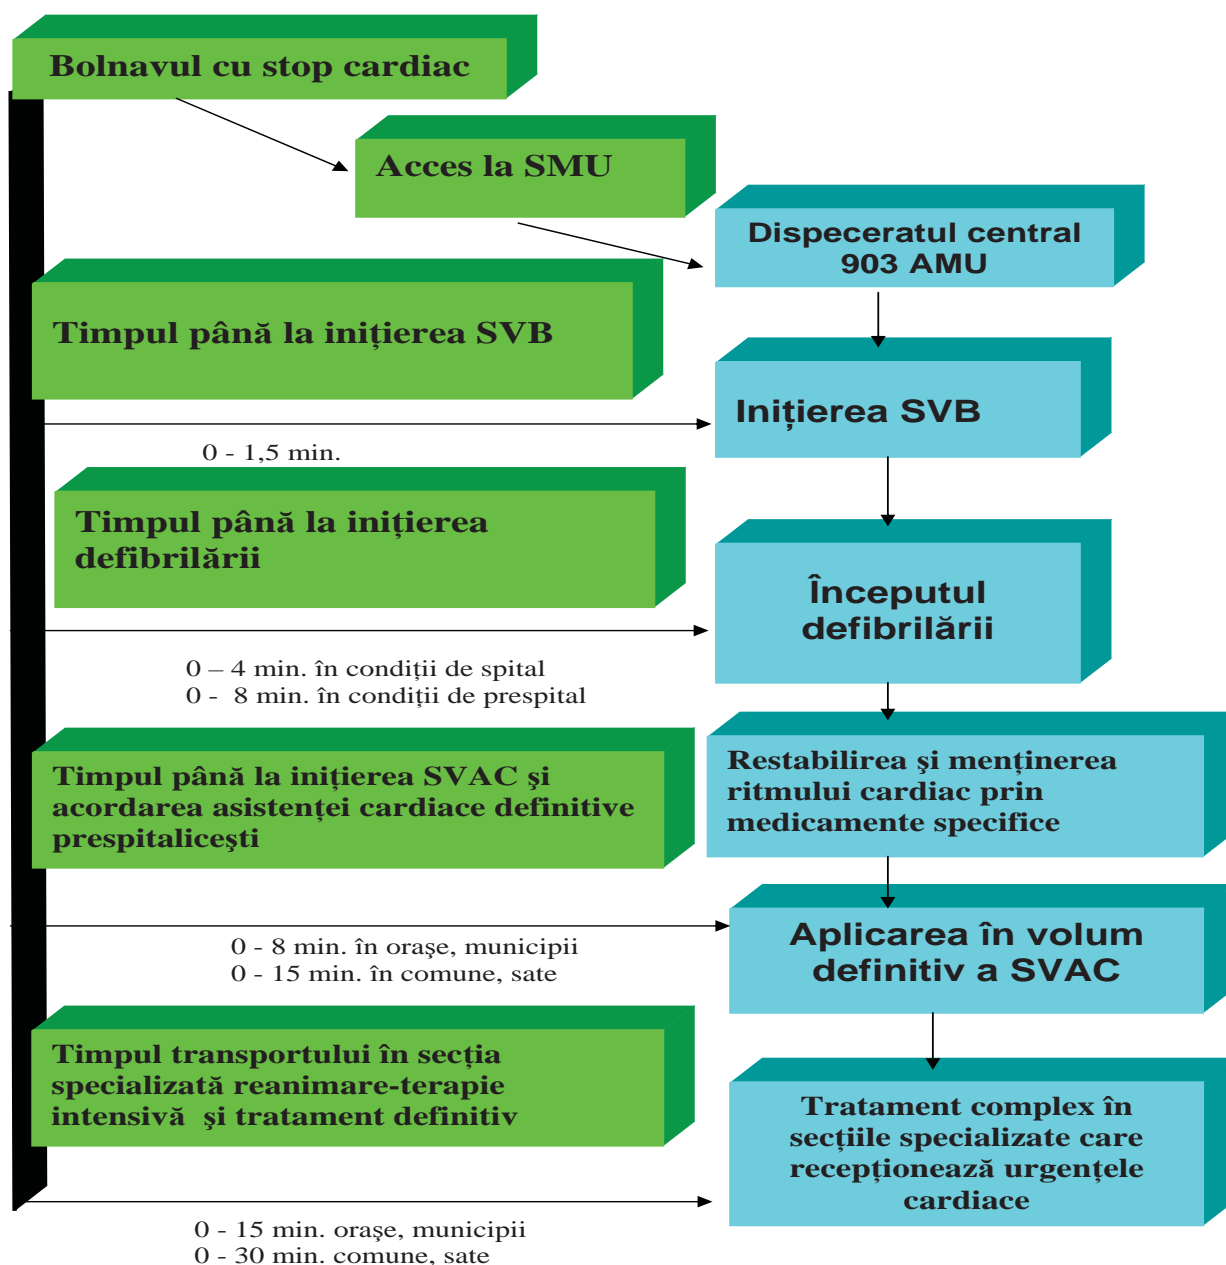 Bolnavul cu stop cardiac
Acces la SMU
Dispeceratul central
903 AMU
Timpul până la inițierea SVB
Inițierea SVB
0 - 1,5 min.
Timpul până la inițierea
defibrilării
Începutul
defibrilării
0 – 4 min. în condiții de spital
0 - 8 min. în condiții de prespital
Timpul până la inițierea SVAC şi
acordarea asistenței cardiace definitive
prespitaliceşti
Restabilirea şi menținerea
ritmului cardiac prin
medicamente specifice
0 - 8 min. în oraşe, municipii
0 - 15 min. în comune, sate
Aplicarea în volum
definitiv a SVAC
Timpul transportului în secția
specializată reanimare-terapie
intensivă şi tratament definitiv
Tratament complex în
secțiile specializate care
recepționează urgențele
cardiace
0 - 15 min. oraşe, municipii
0 - 30 min. comune, sate